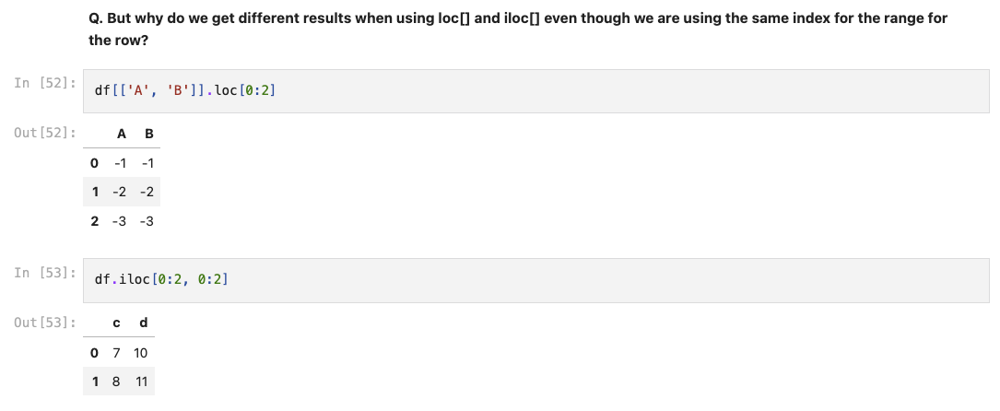 Q. But why do we get different results when using loc[] and iloc[] even though we are using the same index for the range for
the row?
In [52]: df[['A', 'B']].loc[0:2]
Out[52]:
A B
0 -1 -1
1 -2 -2
2 -3 -3
In [53]: df.iloc[0:2, 0:2]
Out[53]:
c d
0 7 10
1 8 11